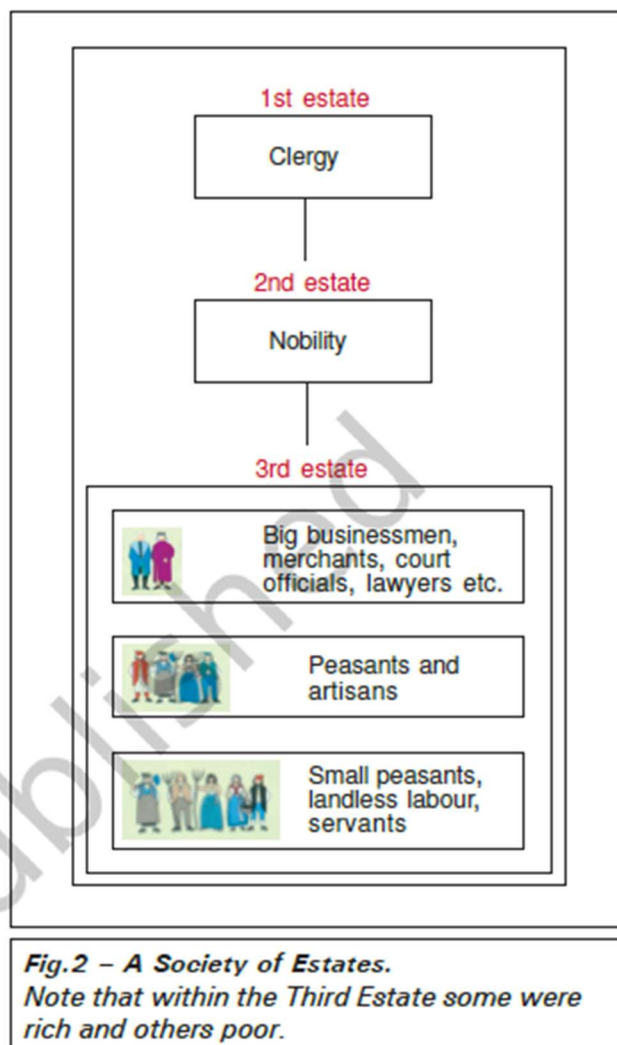 1st estate
Clergy
2nd estate
Nobility
3rd estate
Big businessmen,
merchants, court
officials, lawyers etc.
Peasants and
artisans
Small peasants,
landless labour,
servants
ublished
Fig.2 – A Society of Estates.
Note that within the Third Estate some were
rich and others poor.